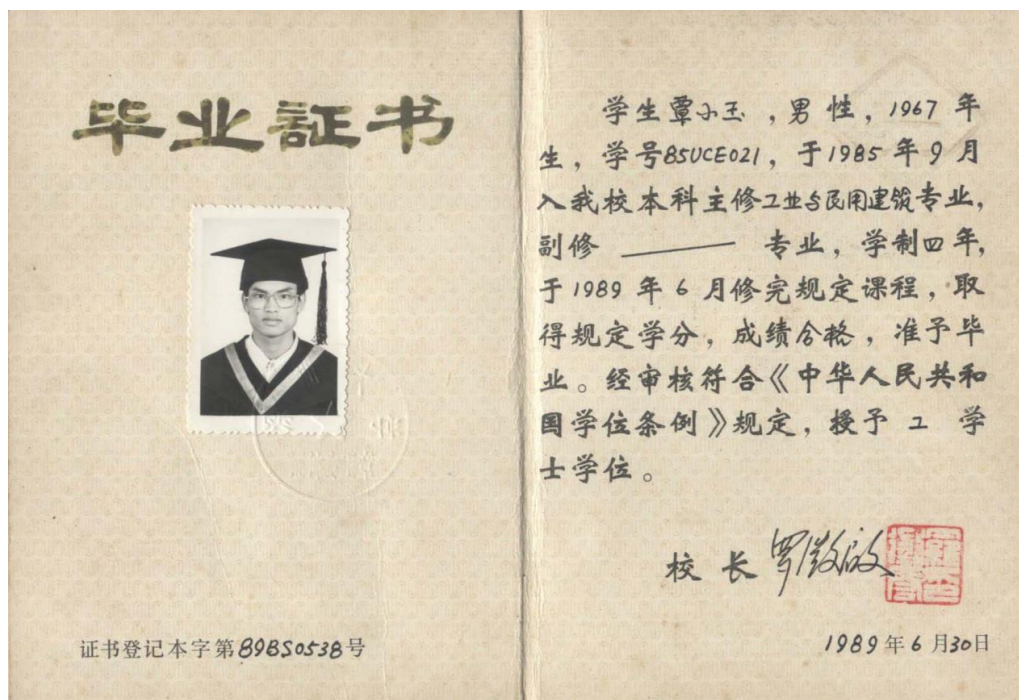 毕业証书
证书登记本字第89BS0538号
学生覃小玉,男性,1967年
生,学号85UCE021,于1985年9月
入我校本科主修工业与民用建筑专业,
副修 ——— 专业,学制四年,
于1989年6月修完规定课程,取
得规定学分,成绩合格,准予毕
业。经审核符合《中华人民共和
国学位条例》规定,授予 工 学
士学位。
校长 罗徵启
1989年6月30日